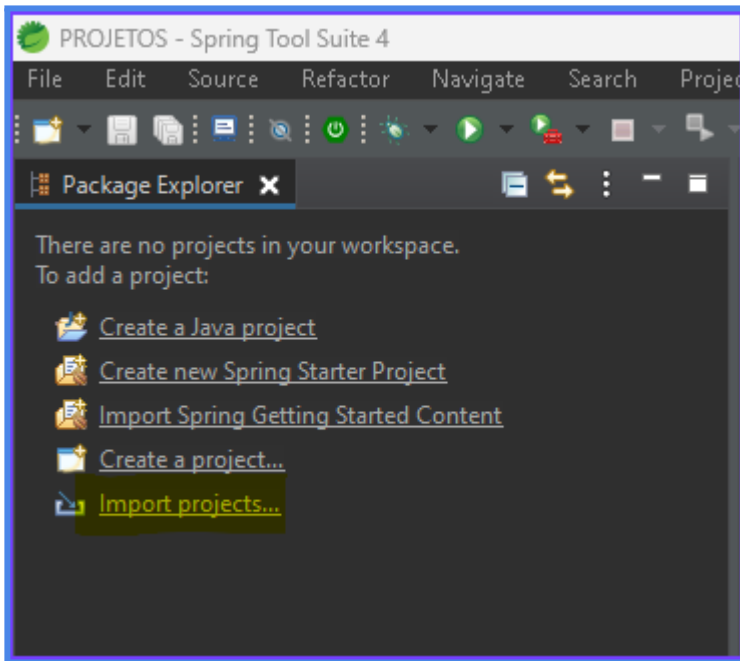 PROJETOS - Spring Tool Suite 4
File Edit Source Refactor Navigate Search Projec
Package Explorer
There are no projects in your workspace.
To add a project:
Create a Java project
Create new Spring Starter Project
Import Spring Getting Started Content
Create a project...
Import projects...